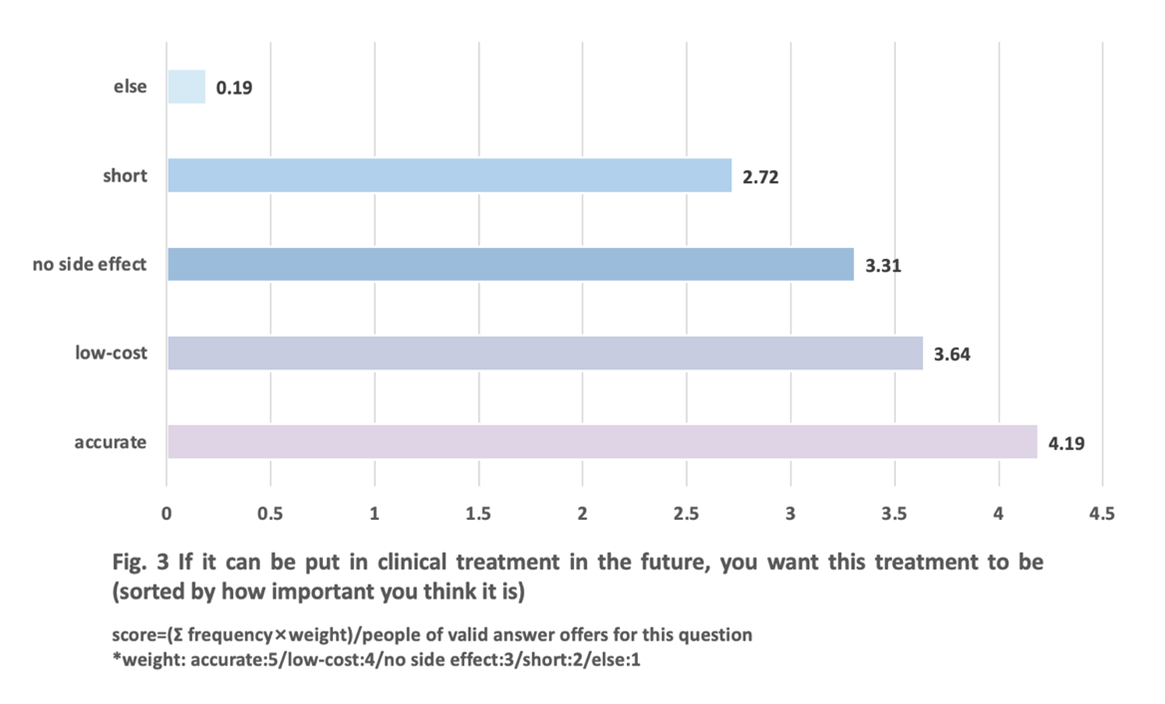 else
0.19
short
2.72
no side effect
3.31
low-cost
3.64
accurate
4.19
0 0.5 1 1.5 2 2.5 3 3.5 4 4.5
Fig. 3 If it can be put in clinical treatment in the future, you want this treatment to be
(sorted by how important you think it is)
score=(Σ frequency×weight)/people of valid answer offers for this question
*weight: accurate:5/low-cost:4/no side effect:3/short:2/else:1